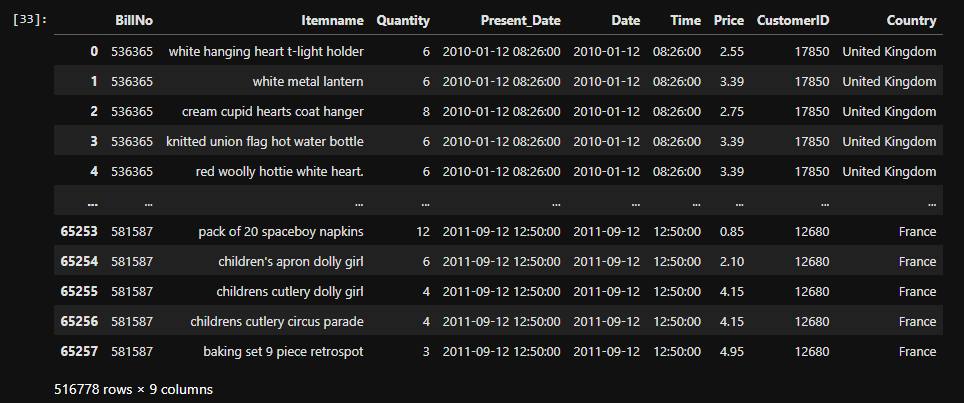 [33]: BillNo Itemname Quantity Present_Date Date Time Price CustomerID Country
0 536365 white hanging heart t-light holder 6 2010-01-12 08:26:00 2010-01-12 08:26:00 2.55 17850 United Kingdom
1 536365 white metal lantern 6 2010-01-12 08:26:00 2010-01-12 08:26:00 3.39 17850 United Kingdom
2 536365 cream cupid hearts coat hanger 8 2010-01-12 08:26:00 2010-01-12 08:26:00 2.75 17850 United Kingdom
3 536365 knitted union flag hot water bottle 6 2010-01-12 08:26:00 2010-01-12 08:26:00 3.39 17850 United Kingdom
4 536365 red woolly hottie white heart. 6 2010-01-12 08:26:00 2010-01-12 08:26:00 3.39 17850 United Kingdom
... ... ... ... ... ... ... ... ... ...
65253 581587 pack of 20 spaceboy napkins 12 2011-09-12 12:50:00 2011-09-12 12:50:00 0.85 12680 France
65254 581587 children's apron dolly girl 6 2011-09-12 12:50:00 2011-09-12 12:50:00 2.10 12680 France
65255 581587 childrens cutlery dolly girl 4 2011-09-12 12:50:00 2011-09-12 12:50:00 4.15 12680 France
65256 581587 childrens cutlery circus parade 4 2011-09-12 12:50:00 2011-09-12 12:50:00 4.15 12680 France
65257 581587 baking set 9 piece retrospot 3 2011-09-12 12:50:00 2011-09-12 12:50:00 4.95 12680 France
516778 rows × 9 columns